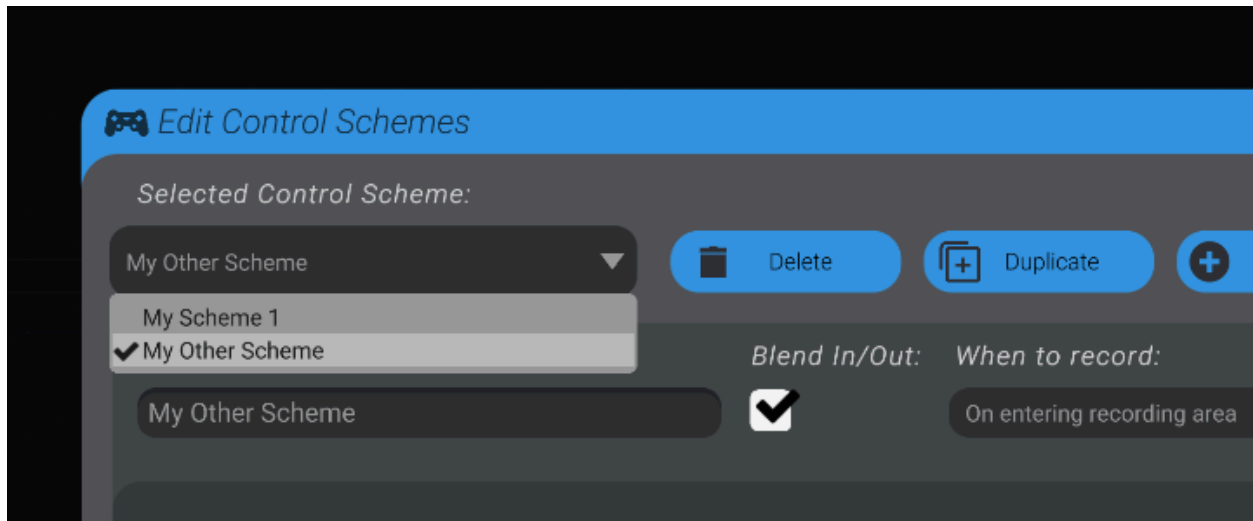 Edit Control Schemes
Selected Control Scheme:
My Other Scheme
Delete
Duplicate
My Scheme 1
My Other Scheme
Blend In/Out:
When to record:
My Other Scheme
On entering recording area